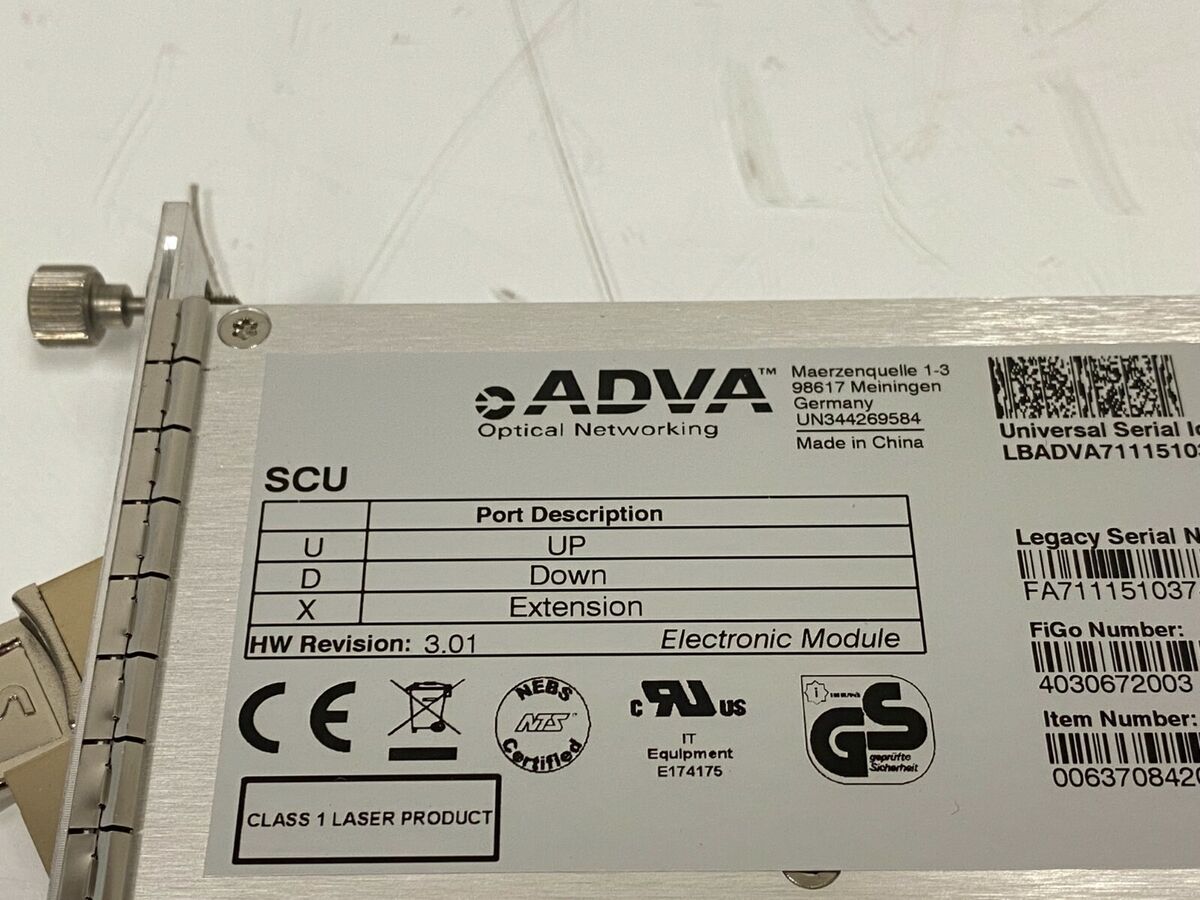 ADVA™
Optical Networking
Maerzenquelle 1-3
98617 Meiningen
Germany
UN344269584
Made in China
Universal Serial
LBADVA7111510
SCU
Port Description
U UP
D Down
X Extension
HW Revision: 3.01 Electronic Module
Legacy Serial N
FA711151037
FiGo Number:
4030672003
Item Number:
006370842
CE
NEBS
NTS™
Certified
c RU US
IT
Equipment
E174175
GS
geprüfte
Sicherheit
CLASS 1 LASER PRODUCT